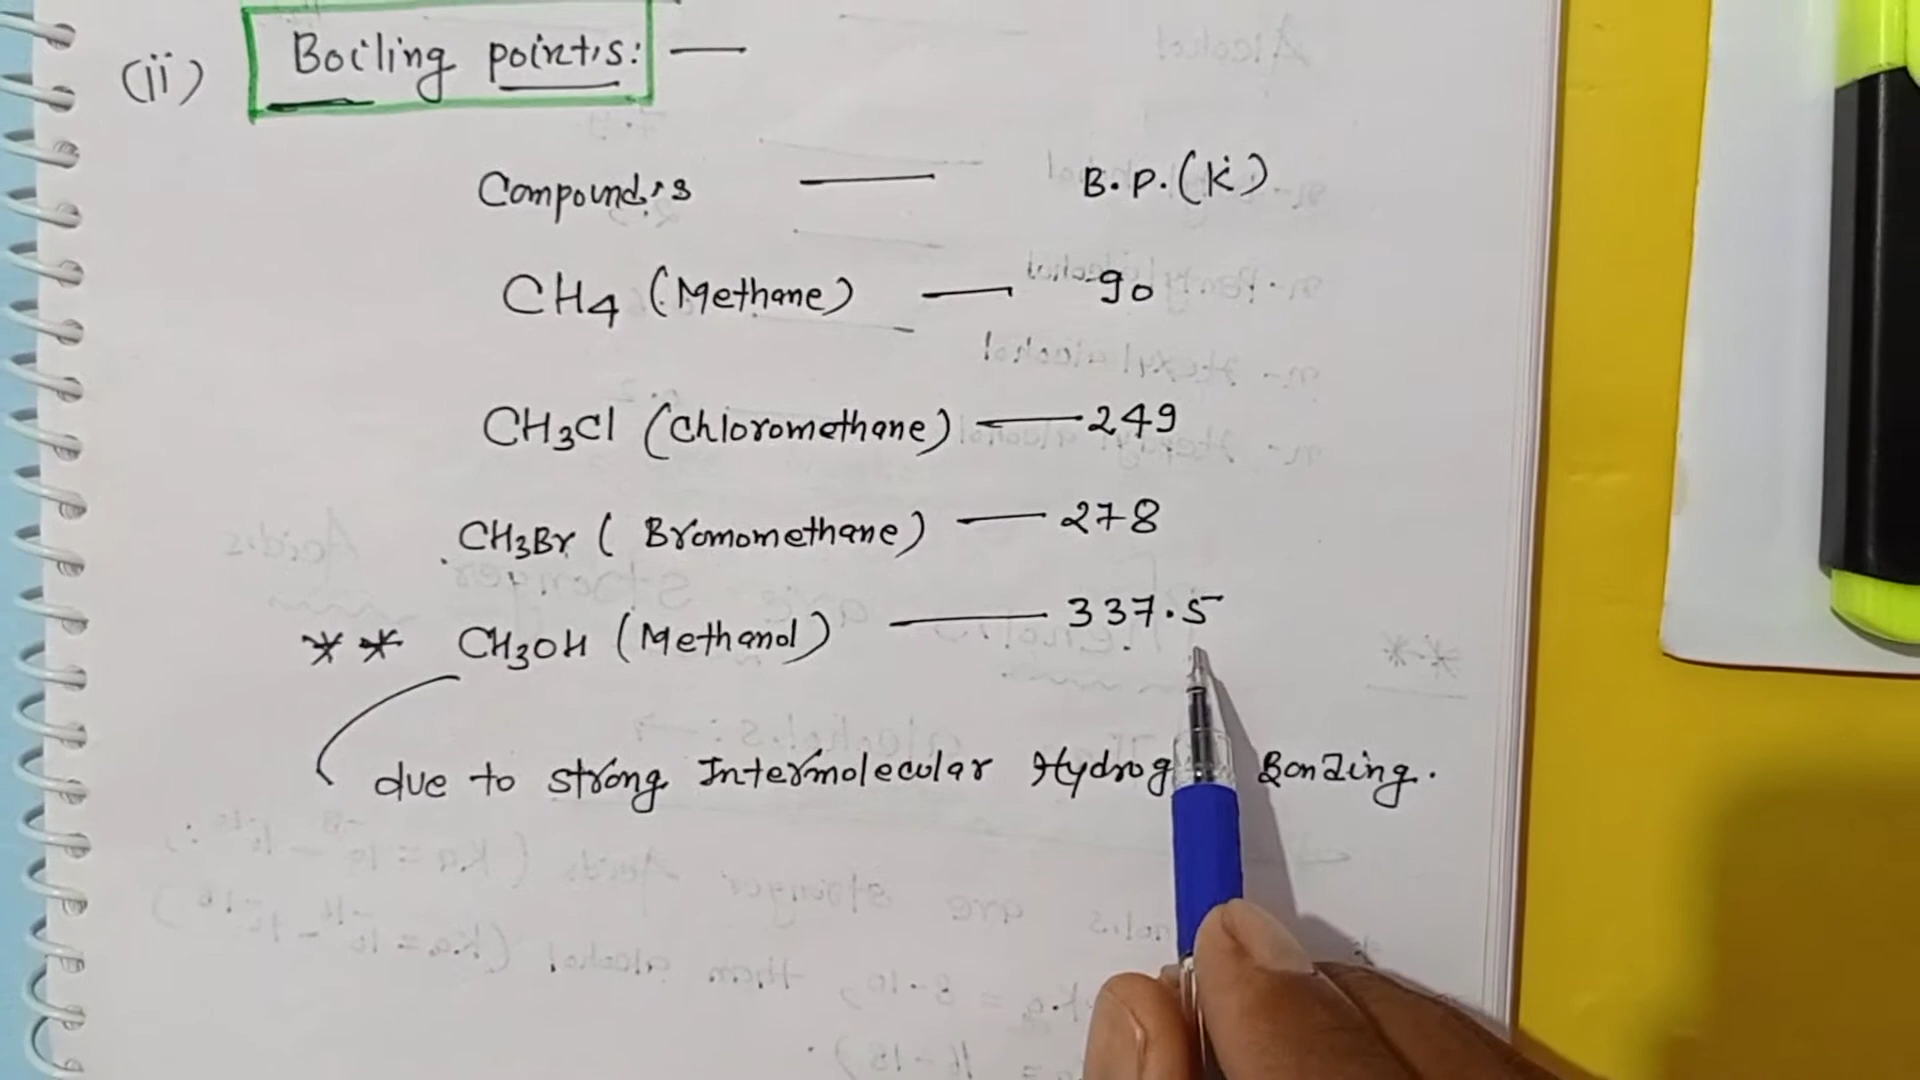 (ii) Boiling points: —
Compounds — B.P. (K)
CH4 (Methane) — 90
CH3Cl (Chloromethane) — 249
CH3Br (Bromomethane) — 278
** CH3OH (Methanol) — 337.5
due to strong Intermolecular Hydrog Bonding.